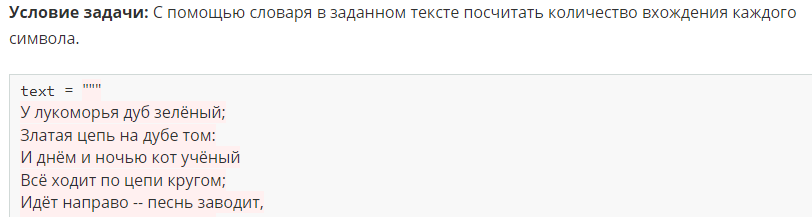 Условие задачи: С помощью словаря в заданном тексте посчитать количество вхождения каждого
символа.
text = """
У лукоморья дуб зелёный;
Златая цепь на дубе том:
И днём и ночью кот учёный
Всё ходит по цепи кругом;
Идёт направо -- песнь заводит,